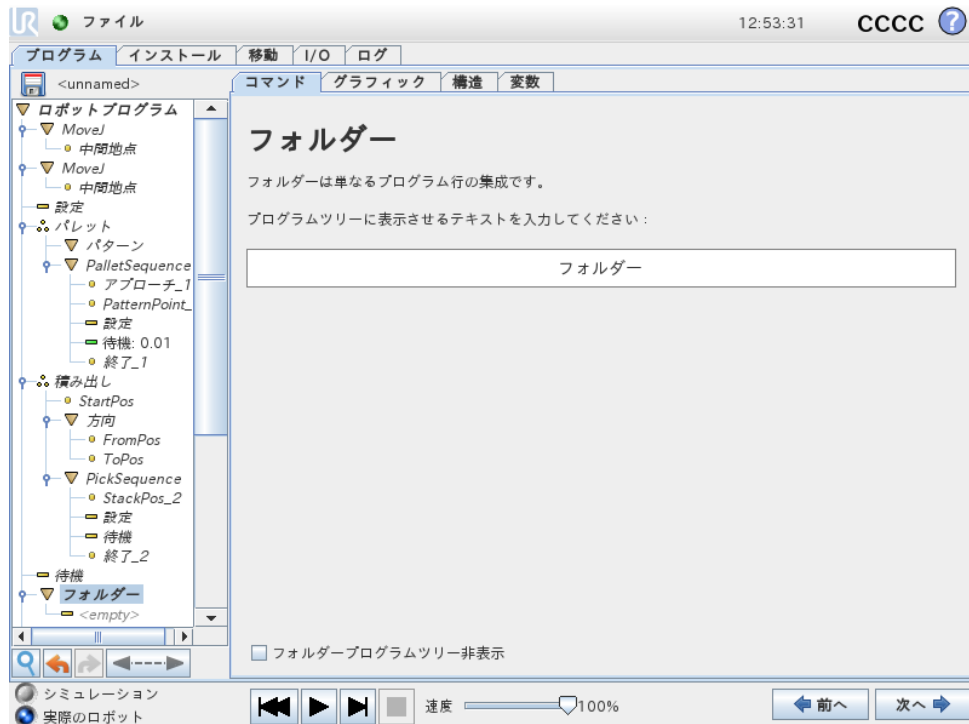 UR ファイル 12:53:31 CCCC ?
プログラム インストール 移動 I/O ログ
<unnamed>
コマンド グラフィック 構造 変数
ロボットプログラム
MoveJ
中間地点
MoveJ
中間地点
設定
パレット
パターン
PalletSequence
アプローチ_1
PatternPoint_
設定
待機: 0.01
終了_1
積み出し
StartPos
方向
FromPos
ToPos
PickSequence
StackPos_2
設定
待機
終了_2
待機
フォルダー
<empty>
フォルダー
フォルダーは単なるプログラム行の集成です。
プログラムツリーに表示させるテキストを入力してください：
フォルダー
フォルダープログラムツリー非表示
シミュレーション
実際のロボット
速度 100%
前へ 次へ